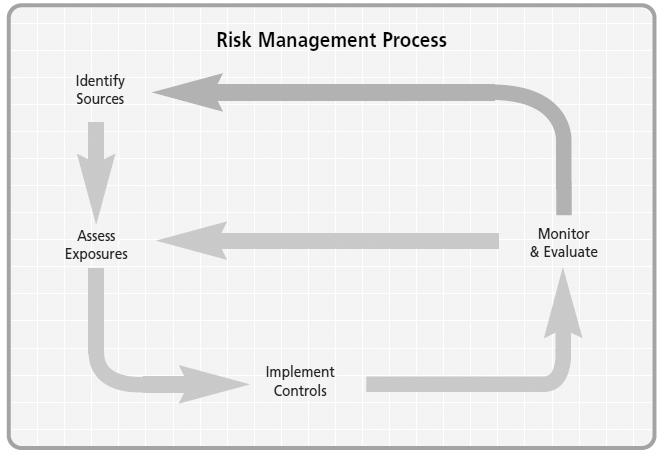 Risk Management Process
Identify
Sources
Assess
Exposures
Monitor
& Evaluate
Implement
Controls